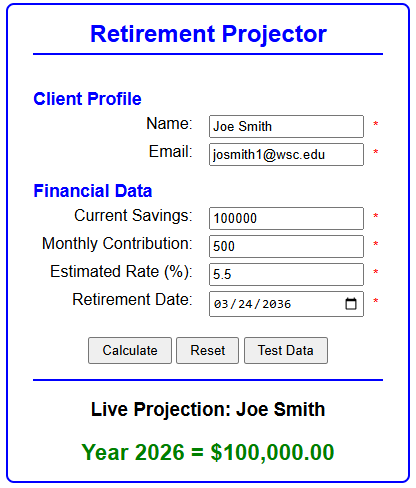 Retirement Projector
Client Profile
Name: Joe Smith *
Email: josmith1@wsc.edu *
Financial Data
Current Savings: 100000 *
Monthly Contribution: 500 *
Estimated Rate (%): 5.5 *
Retirement Date: 03/24/2036 *
Calculate Reset Test Data
Live Projection: Joe Smith
Year 2026 = $100,000.00